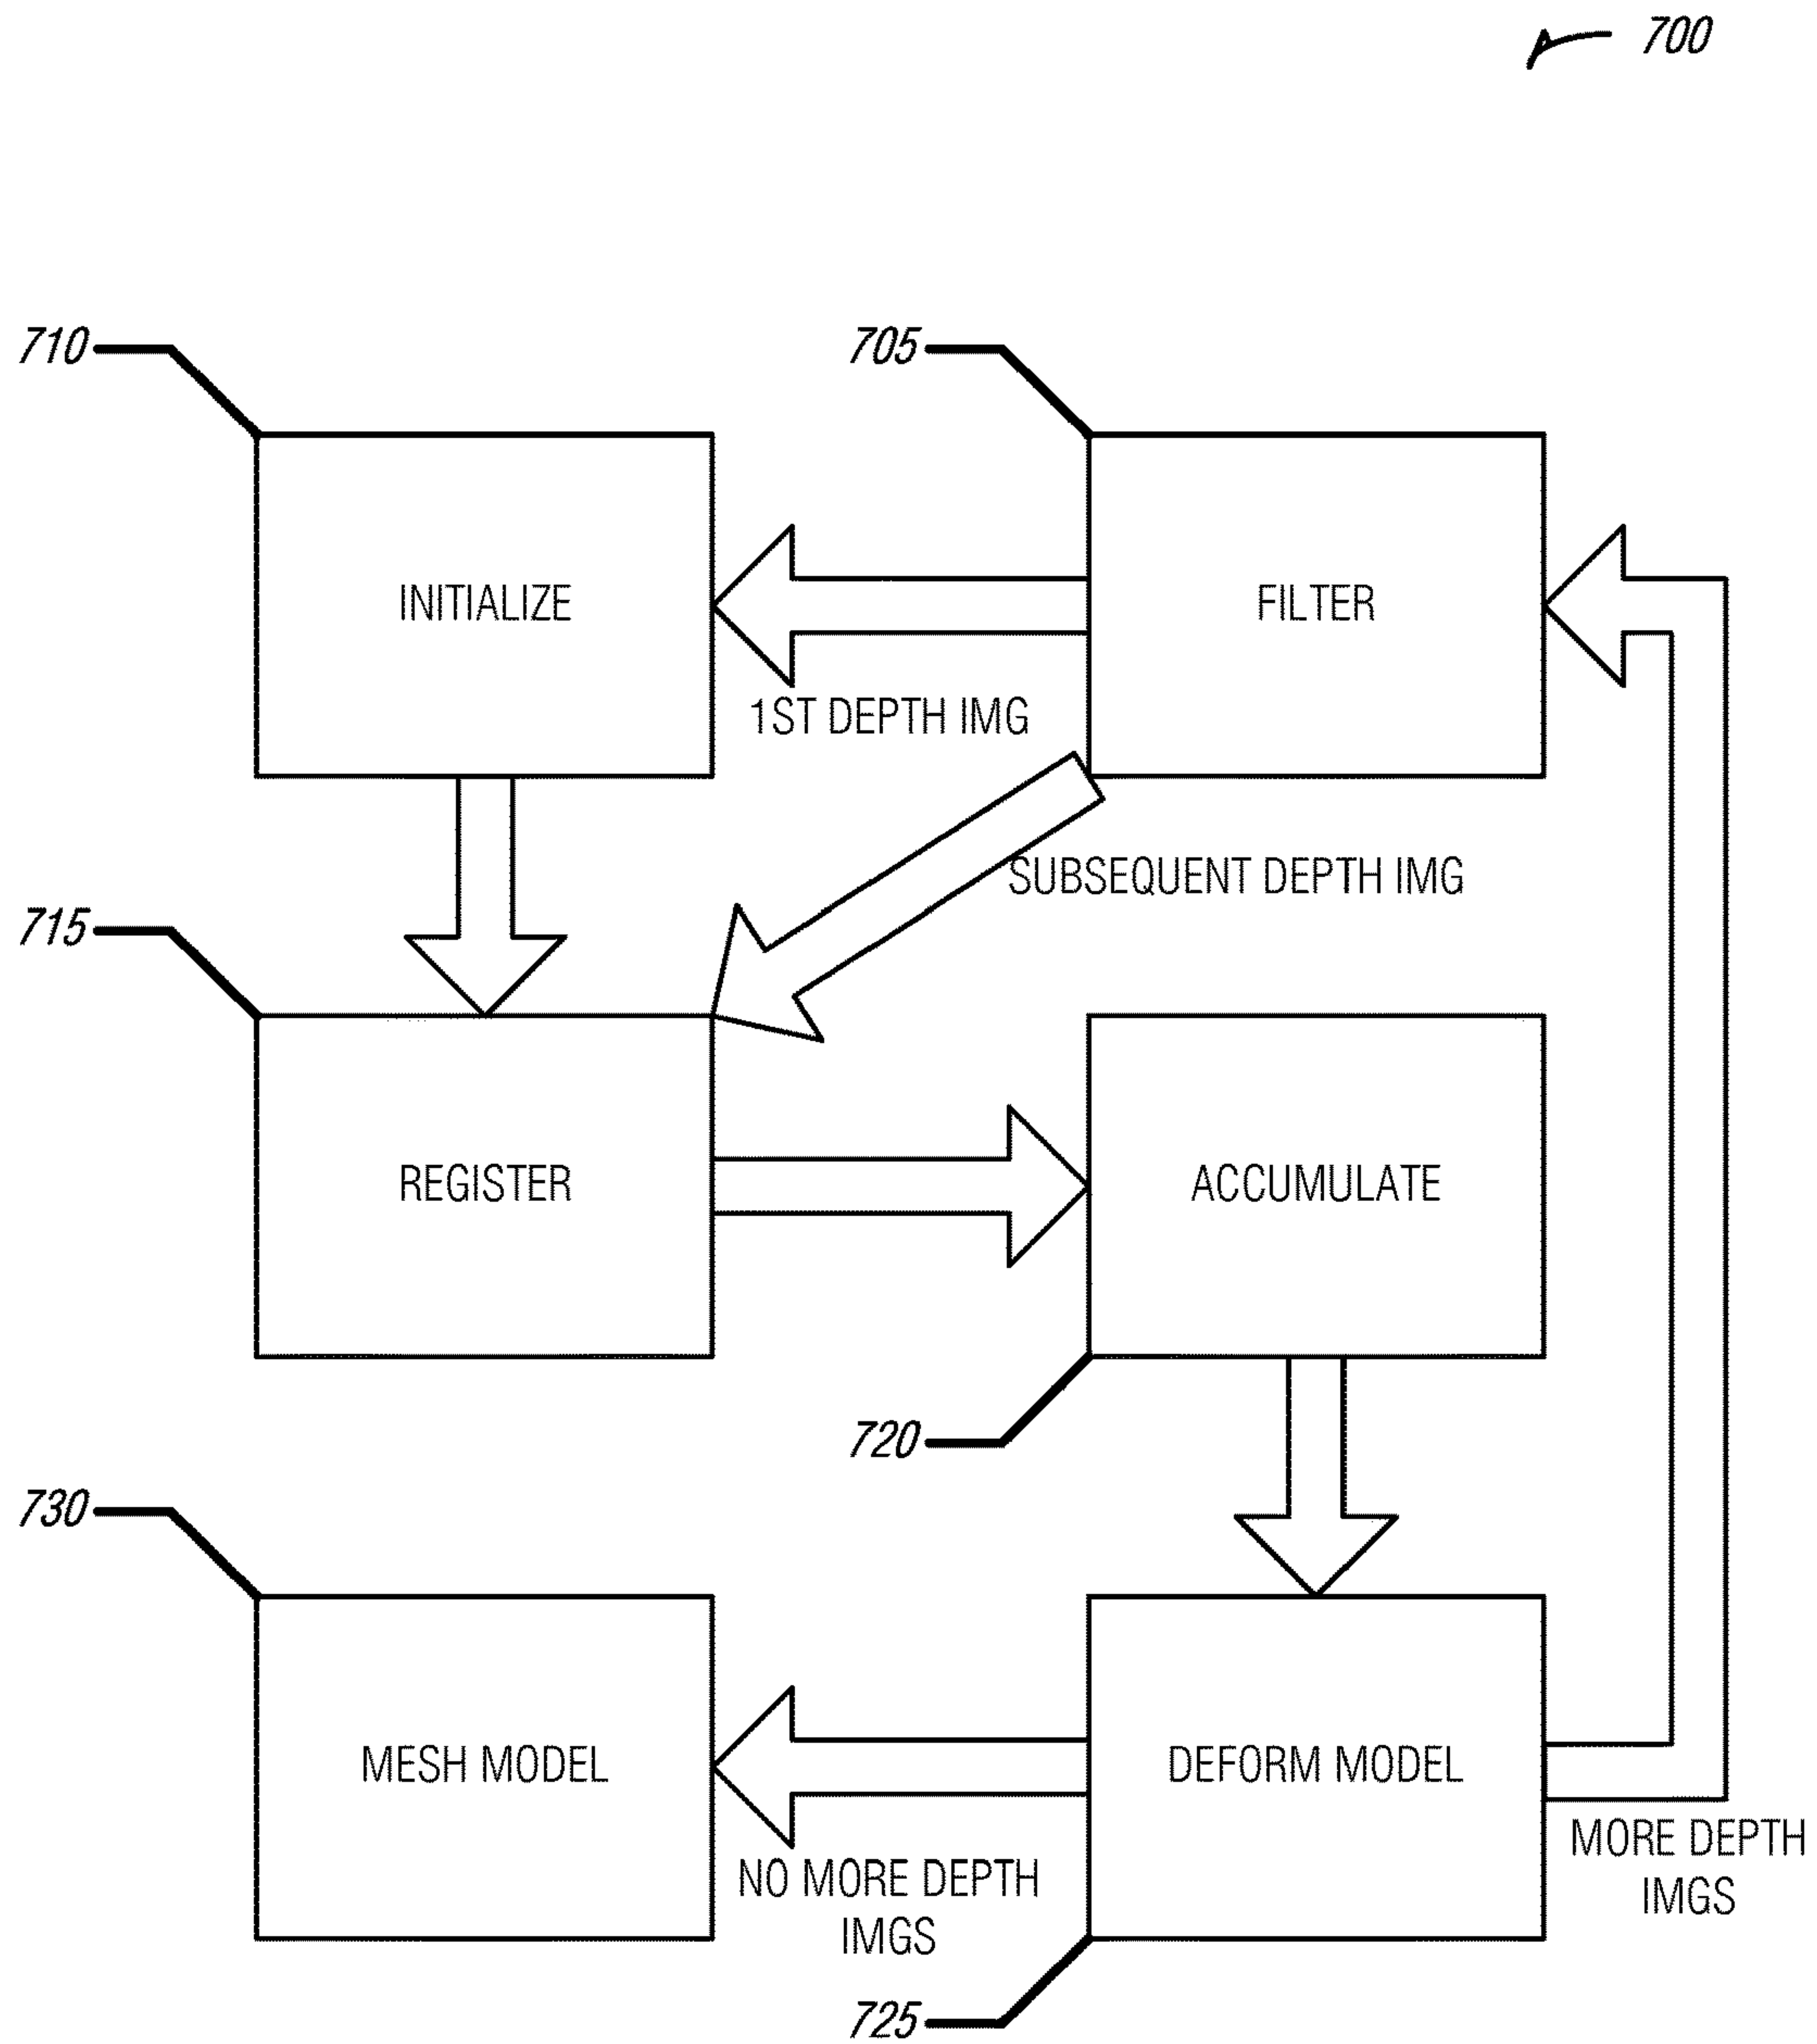 700
710
705
INITIALIZE
FILTER
1ST DEPTH IMG
SUBSEQUENT DEPTH IMG
715
REGISTER
ACCUMULATE
720
730
MESH MODEL
DEFORM MODEL
NO MORE DEPTH
IMGS
MORE DEPTH
IMGS
725